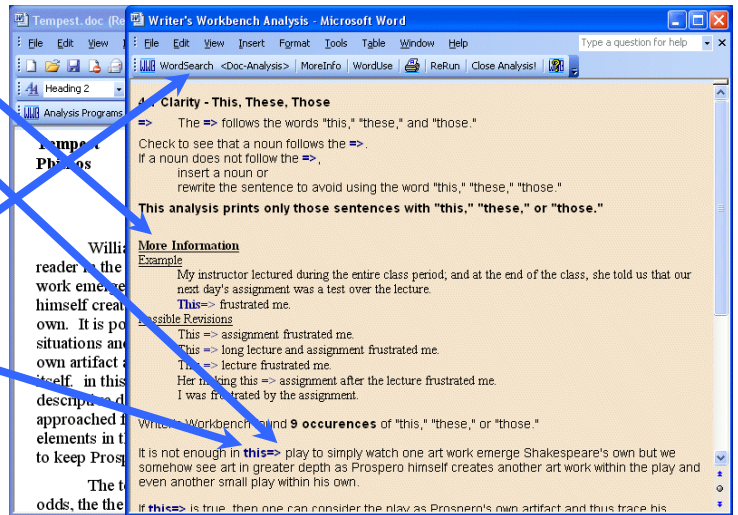 Tempest.doc (Re
Writer's Workbench Analysis - Microsoft Word
File Edit View I
File Edit View Insert Format Tools Table Window Help Type a question for help
WordSearch <Doc-Analysis> MoreInfo WordUse ReRun Close Analysis!
Heading 2
Analysis Programs
Clarity - This, These, Those
=> The => follows the words "this," "these," and "those."
Check to see that a noun follows the =>.
If a noun does not follow the =>,
insert a noun or
rewrite the sentence to avoid using the word "this," "these," "those."
This analysis prints only those sentences with "this," "these," or "those."
More Information
Example
My instructor lectured during the entire class period; and at the end of the class, she told us that our
next day's assignment was a test over the lecture.
This=> frustrated me.
Possible Revisions
This => assignment frustrated me.
This => long lecture and assignment frustrated me.
This => lecture frustrated me.
Her making this => assignment after the lecture frustrated me.
I was frustrated by the assignment.
Writer's Workbench found 9 occurences of "this," "these," or "those."
It is not enough in this=> play to simply watch one art work emerge Shakespeare's own but we
somehow see art in greater depth as Prospero himself creates another art work within the play and
even another small play within his own.
If this=> is true, then one can consider the play as Prospero's own artifact and thus trace his
Tempest
Willia
reader in the
work emerge
himself creat
own. It is po
situations and
own artifact a
itself. in this
descriptive d
approached f
elements in t
to keep Prosp
The te
odds, the the